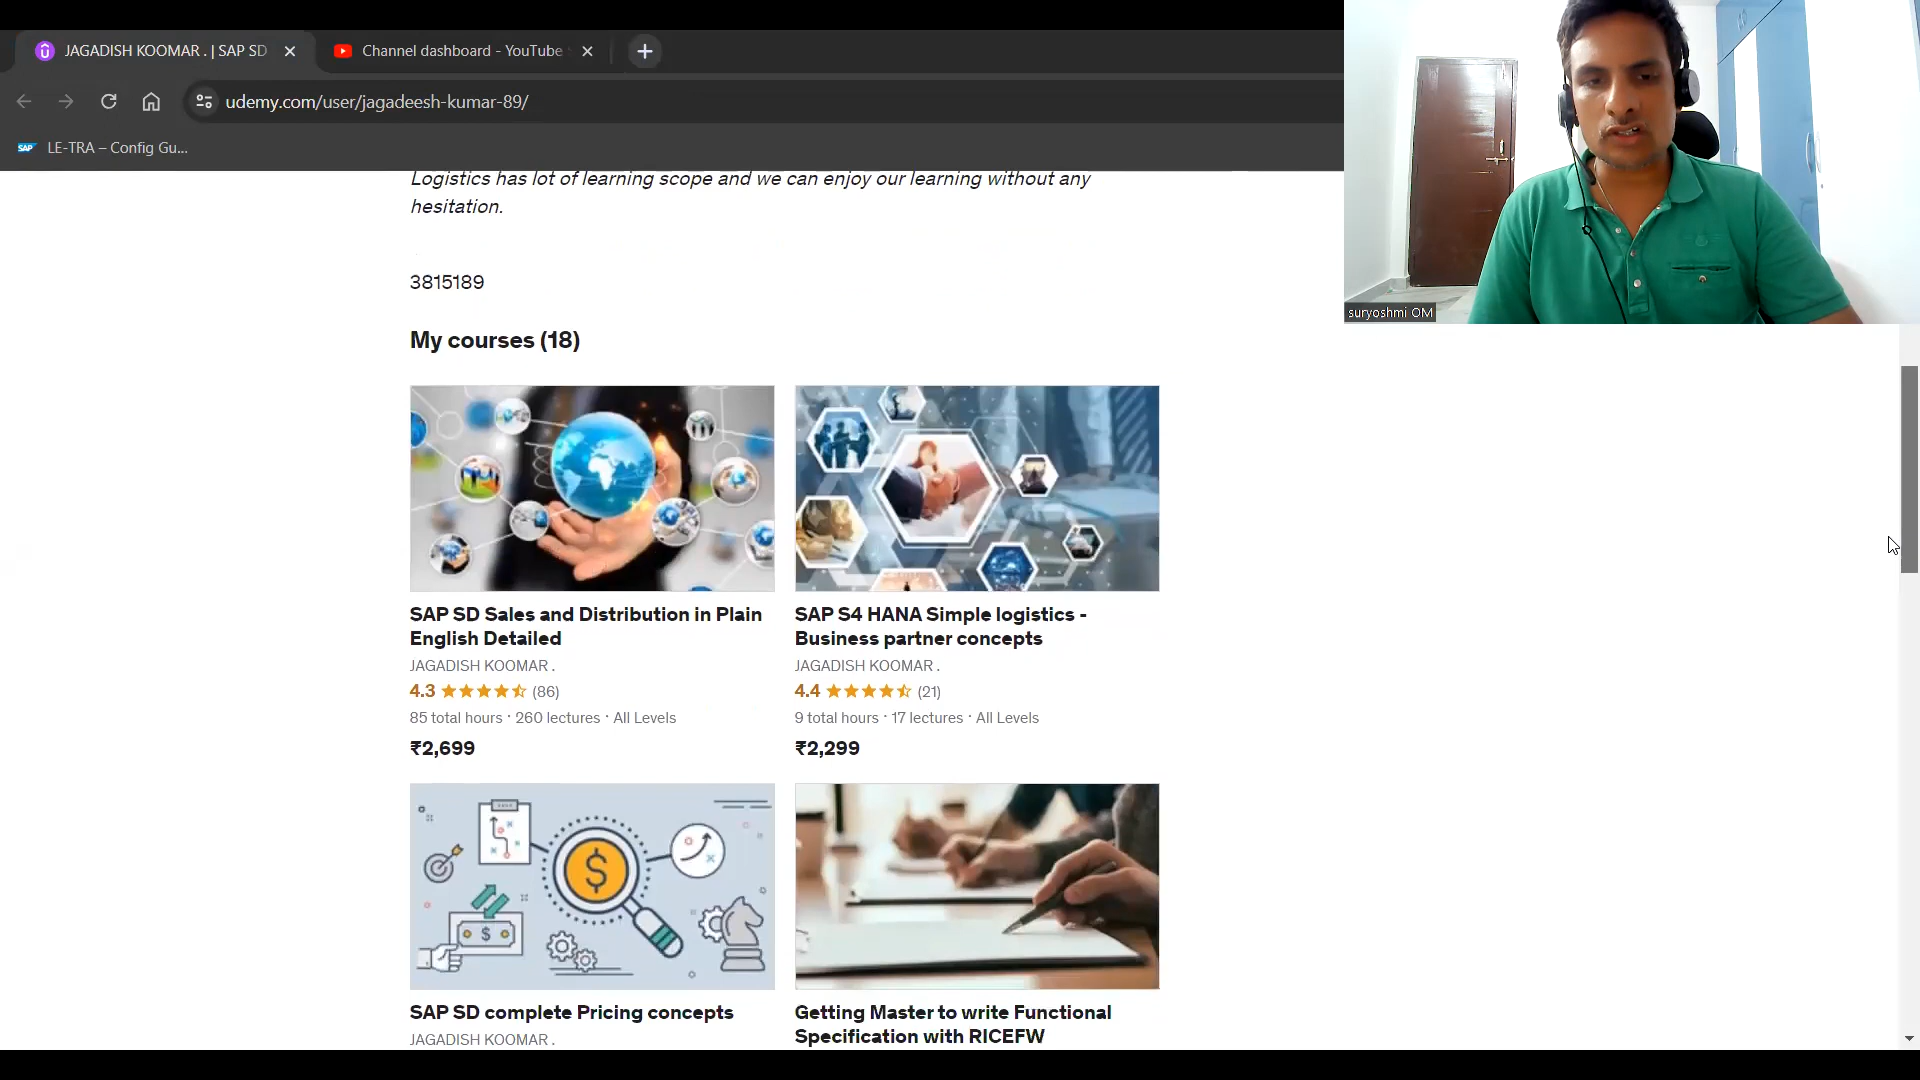 JAGADISH KOOMAR . | SAP SD
Channel dashboard - YouTube
udemy.com/user/jagadeesh-kumar-89/
SAP LE-TRA – Config Gu...
suryoshmi OM
Logistics has lot of learning scope and we can enjoy our learning without any
hesitation.
3815189
My courses (18)
SAP SD Sales and Distribution in Plain
English Detailed
JAGADISH KOOMAR .
4.3 (86)
85 total hours · 260 lectures · All Levels
₹2,699
SAP S4 HANA Simple logistics -
Business partner concepts
JAGADISH KOOMAR .
4.4 (21)
9 total hours · 17 lectures · All Levels
₹2,299
SAP SD complete Pricing concepts
JAGADISH KOOMAR .
Getting Master to write Functional
Specification with RICEFW